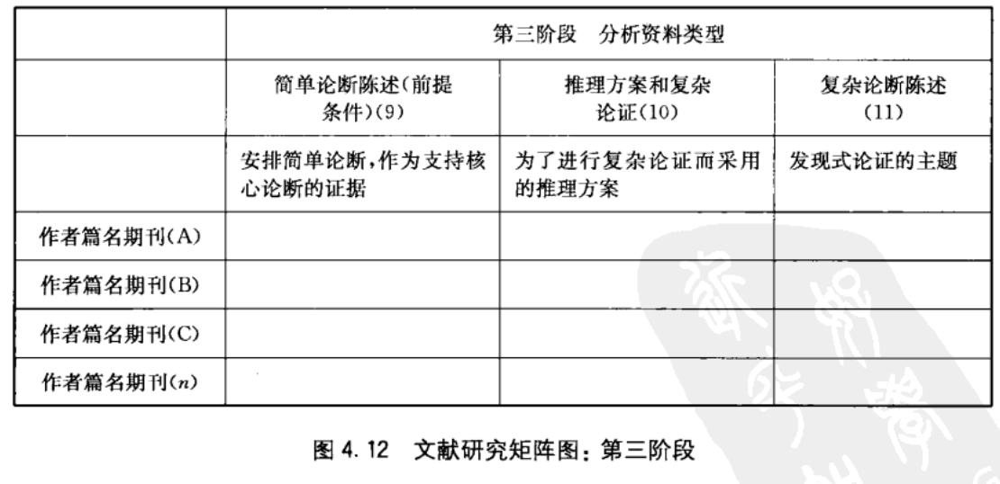 第三阶段 分析资料类型
简单论断陈述(前提
条件)(9)
推理方案和复杂
论证(10)
复杂论断陈述
(11)
安排简单论断,作为支持核
心论断的证据
为了进行复杂论证而采用
的推理方案
发现式论证的主题
作者篇名期刊(A)
作者篇名期刊(B)
作者篇名期刊(C)
作者篇名期刊(n)
图 4.12 文献研究矩阵图:第三阶段